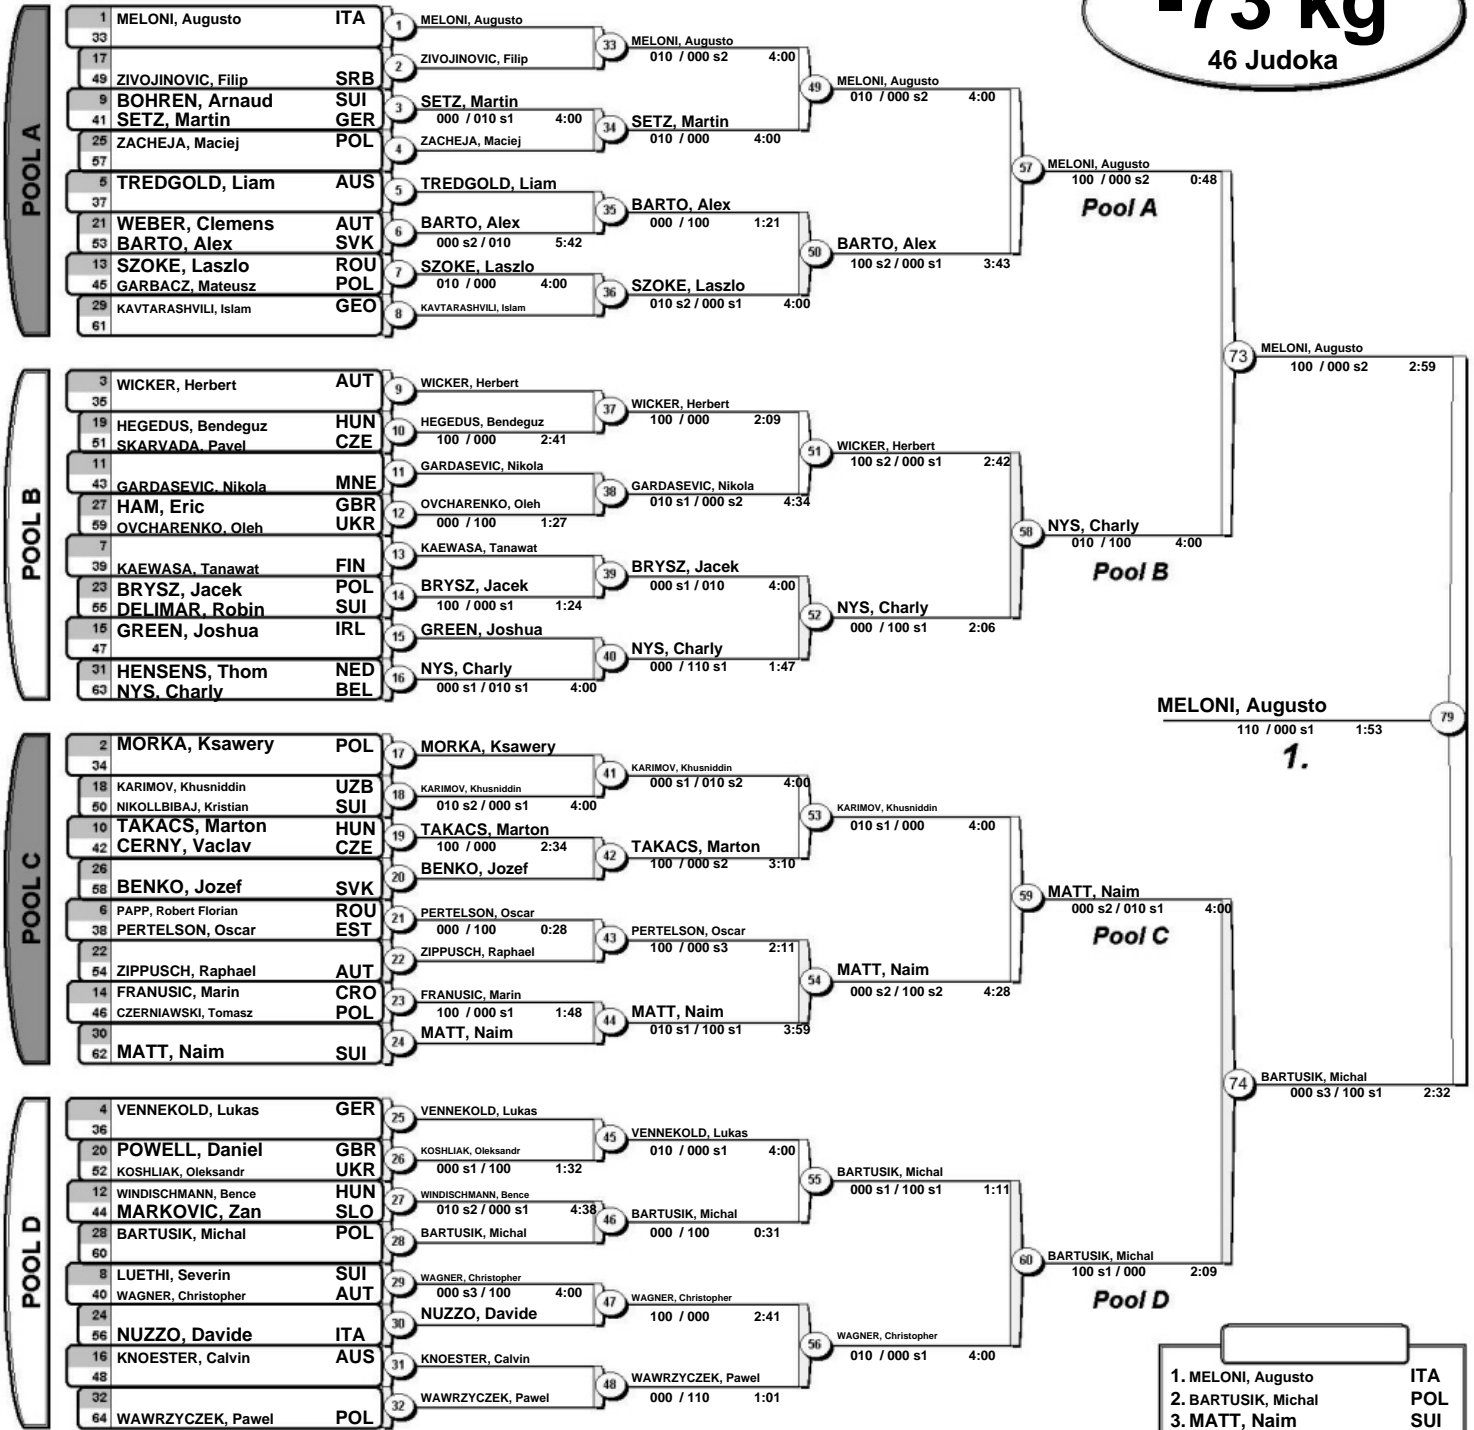 -73 kg
46 Judoka
POOL A
1 MELONI, Augusto ITA
33
17
49 ZIVOJINOVIC, Filip SRB
9 BOHREN, Arnaud SUI
41 SETZ, Martin GER
25 ZACHEJA, Maciej POL
57
5 TREDGOLD, Liam AUS
37
21 WEBER, Clemens AUT
53 BARTO, Alex SVK
13 SZOKE, Laszlo ROU
45 GARBACZ, Mateusz POL
29 KAVTARASHVILI, Islam GEO
61
1 MELONI, Augusto
2 ZIVOJINOVIC, Filip
3 SETZ, Martin
000 / 010 s1 4:00
4 ZACHEJA, Maciej
5 TREDGOLD, Liam
6 BARTO, Alex
000 s2 / 010 5:42
7 SZOKE, Laszlo
010 / 000 4:00
8 KAVTARASHVILI, Islam
33 MELONI, Augusto
010 / 000 s2 4:00
34 SETZ, Martin
010 / 000 4:00
35 BARTO, Alex
000 / 100 1:21
36 SZOKE, Laszlo
010 s2 / 000 s1 4:00
49 MELONI, Augusto
010 / 000 s2 4:00
50 BARTO, Alex
100 s2 / 000 s1 3:43
57 MELONI, Augusto
100 / 000 s2 0:48
Pool A
POOL B
3 WICKER, Herbert AUT
35
19 HEGEDUS, Bendeguz HUN
51 SKARVADA, Pavel CZE
11
43 GARDASEVIC, Nikola MNE
27 HAM, Eric GBR
59 OVCHARENKO, Oleh UKR
7
39 KAEWASA, Tanawat FIN
23 BRYSZ, Jacek POL
55 DELIMAR, Robin SUI
15 GREEN, Joshua IRL
47
31 HENSENS, Thom NED
63 NYS, Charly BEL
9 WICKER, Herbert
10 HEGEDUS, Bendeguz
100 / 000 2:41
11 GARDASEVIC, Nikola
12 OVCHARENKO, Oleh
000 / 100 1:27
13 KAEWASA, Tanawat
14 BRYSZ, Jacek
100 / 000 s1 1:24
15 GREEN, Joshua
16 NYS, Charly
000 s1 / 010 s1 4:00
37 WICKER, Herbert
100 / 000 2:09
38 GARDASEVIC, Nikola
010 s1 / 000 s2 4:34
39 BRYSZ, Jacek
000 s1 / 010 4:00
40 NYS, Charly
000 / 110 s1 1:47
51 WICKER, Herbert
100 s2 / 000 s1 2:42
52 NYS, Charly
000 / 100 s1 2:06
58 NYS, Charly
010 / 100 4:00
Pool B
73 MELONI, Augusto
100 / 000 s2 2:59
MELONI, Augusto 79
110 / 000 s1 1:53
1.
POOL C
2 MORKA, Ksawery POL
34
18 KARIMOV, Khusniddin UZB
50 NIKOLLBIBAJ, Kristian SUI
10 TAKACS, Marton HUN
42 CERNY, Vaclav CZE
26
58 BENKO, Jozef SVK
6 PAPP, Robert Florian ROU
38 PERTELSON, Oscar EST
22
54 ZIPPUSCH, Raphael AUT
14 FRANUSIC, Marin CRO
46 CZERNIAWSKI, Tomasz POL
30
62 MATT, Naim SUI
17 MORKA, Ksawery
18 KARIMOV, Khusniddin
010 s2 / 000 s1 4:00
19 TAKACS, Marton
100 / 000 2:34
20 BENKO, Jozef
21 PERTELSON, Oscar
000 / 100 0:28
22 ZIPPUSCH, Raphael
23 FRANUSIC, Marin
100 / 000 s1 1:48
24 MATT, Naim
41 KARIMOV, Khusniddin
000 s1 / 010 s2 4:00
42 TAKACS, Marton
100 / 000 s2 3:10
43 PERTELSON, Oscar
100 / 000 s3 2:11
44 MATT, Naim
010 s1 / 100 s1 3:59
53 KARIMOV, Khusniddin
010 s1 / 000 4:00
54 MATT, Naim
000 s2 / 100 s2 4:28
59 MATT, Naim
000 s2 / 010 s1 4:00
Pool C
POOL D
4 VENNEKOLD, Lukas GER
36
20 POWELL, Daniel GBR
52 KOSHLIAK, Oleksandr UKR
12 WINDISCHMANN, Bence HUN
44 MARKOVIC, Zan SLO
28 BARTUSIK, Michal POL
60
8 LUETHI, Severin SUI
40 WAGNER, Christopher AUT
24
56 NUZZO, Davide ITA
16 KNOESTER, Calvin AUS
48
32
64 WAWRZYCZEK, Pawel POL
25 VENNEKOLD, Lukas
26 KOSHLIAK, Oleksandr
000 s1 / 100 1:32
27 WINDISCHMANN, Bence
010 s2 / 000 s1 4:38
28 BARTUSIK, Michal
29 WAGNER, Christopher
000 s3 / 100 4:00
30 NUZZO, Davide
31 KNOESTER, Calvin
32 WAWRZYCZEK, Pawel
45 VENNEKOLD, Lukas
010 / 000 s1 4:00
46 BARTUSIK, Michal
000 / 100 0:31
47 WAGNER, Christopher
100 / 000 2:41
48 WAWRZYCZEK, Pawel
000 / 110 1:01
55 BARTUSIK, Michal
000 s1 / 100 s1 1:11
56 WAGNER, Christopher
010 / 000 s1 4:00
60 BARTUSIK, Michal
100 s1 / 000 2:09
Pool D
74 BARTUSIK, Michal
000 s3 / 100 s1 2:32
1. MELONI, Augusto ITA
2. BARTUSIK, Michal POL
3. MATT, Naim SUI